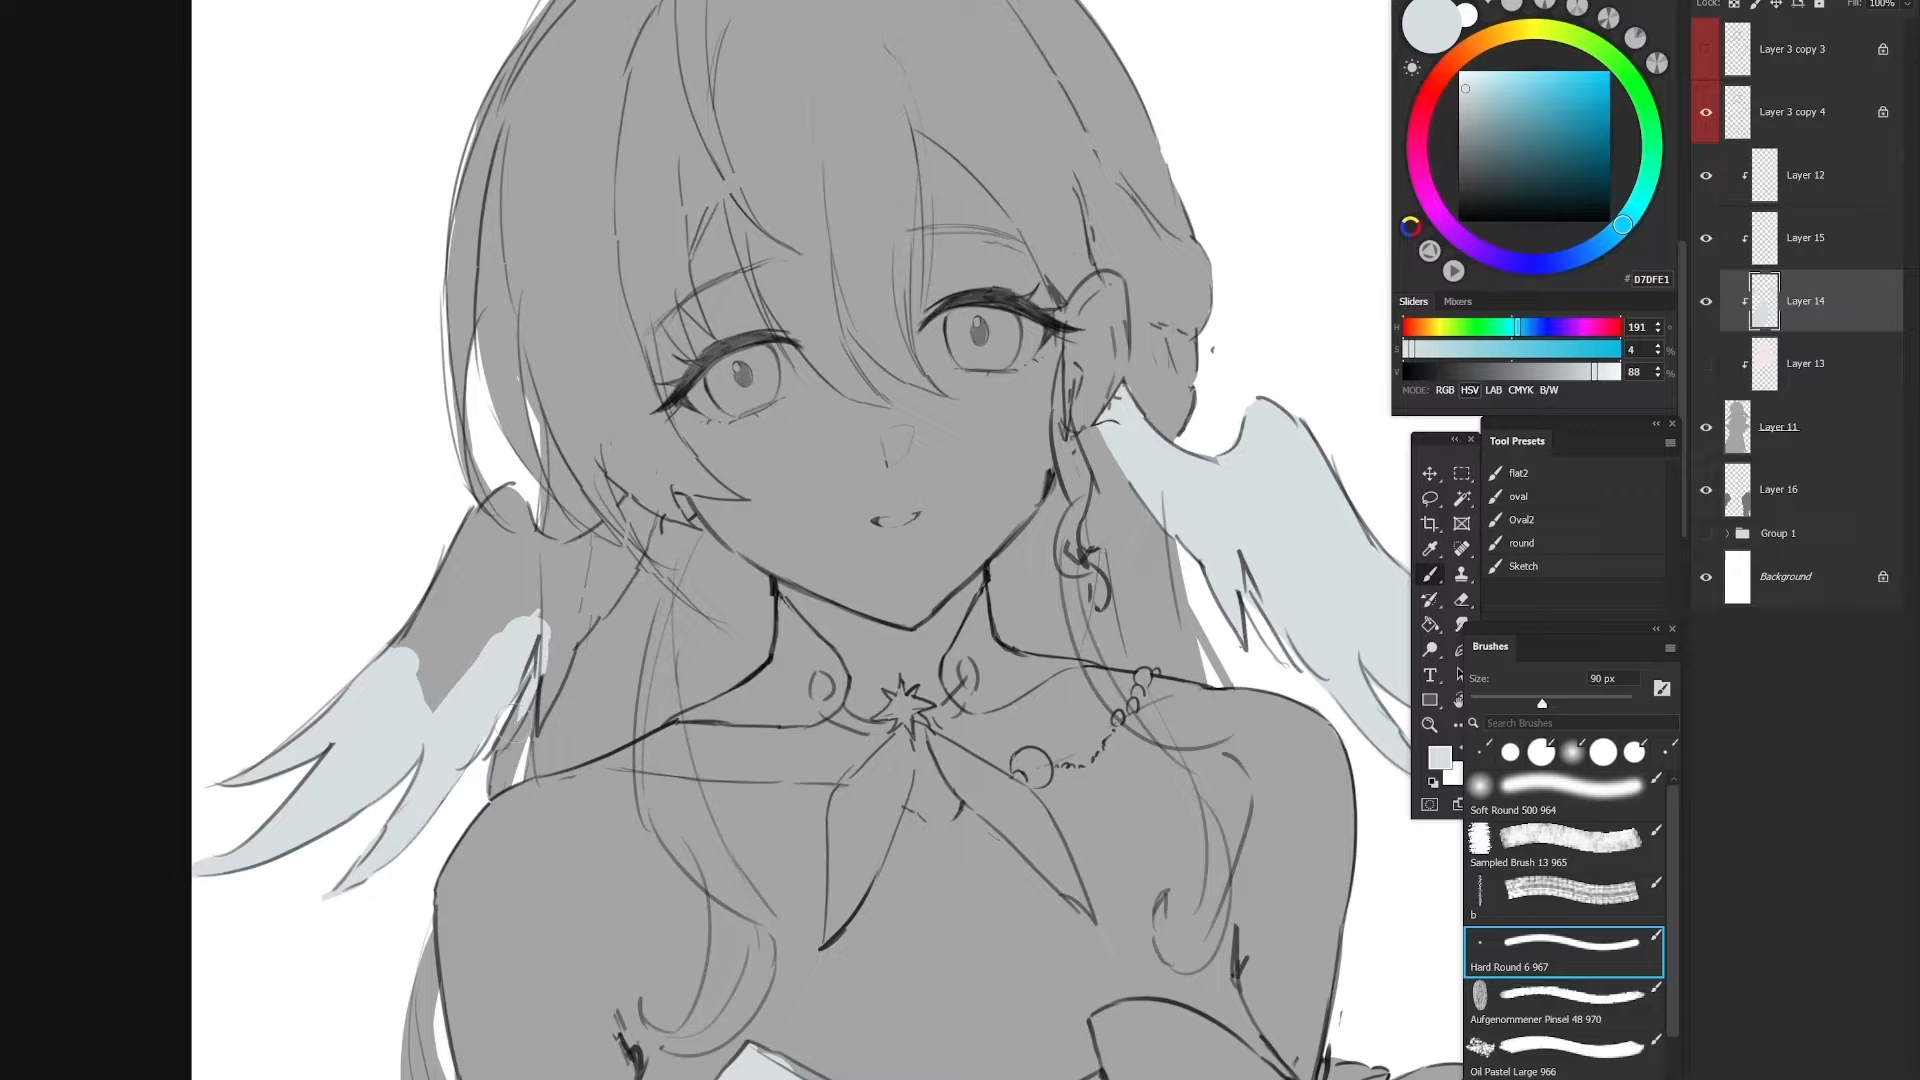 Lock:
Fill: 100%
Layer 3 copy 3
Layer 3 copy 4
Layer 12
Layer 15
# D7DFE1
Sliders Mixers
Layer 14
H 191 °
S 4 %
V 88 %
MODE: RGB HSV LAB CMYK B/W
Layer 13
Layer 11
Tool Presets
flat2
oval
Oval2
round
Sketch
Layer 16
Group 1
Background
Brushes
Size: 90 px
Search Brushes
Soft Round 500 964
Sampled Brush 13 965
b
Hard Round 6 967
Aufgenommener Pinsel 48 970
Oil Pastel Large 966